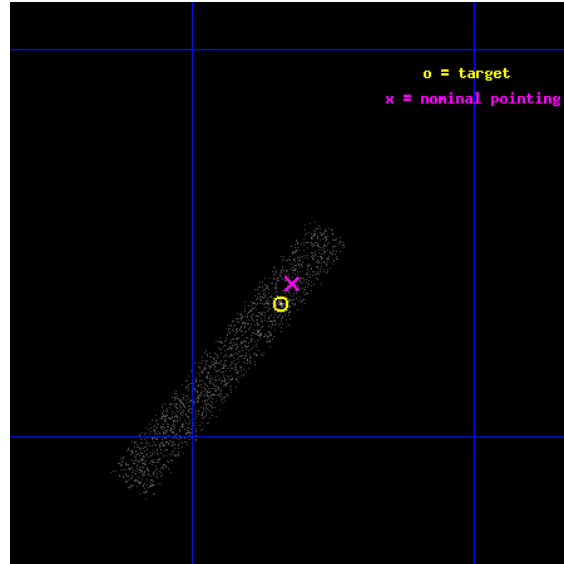 o = target
x = nominal pointing